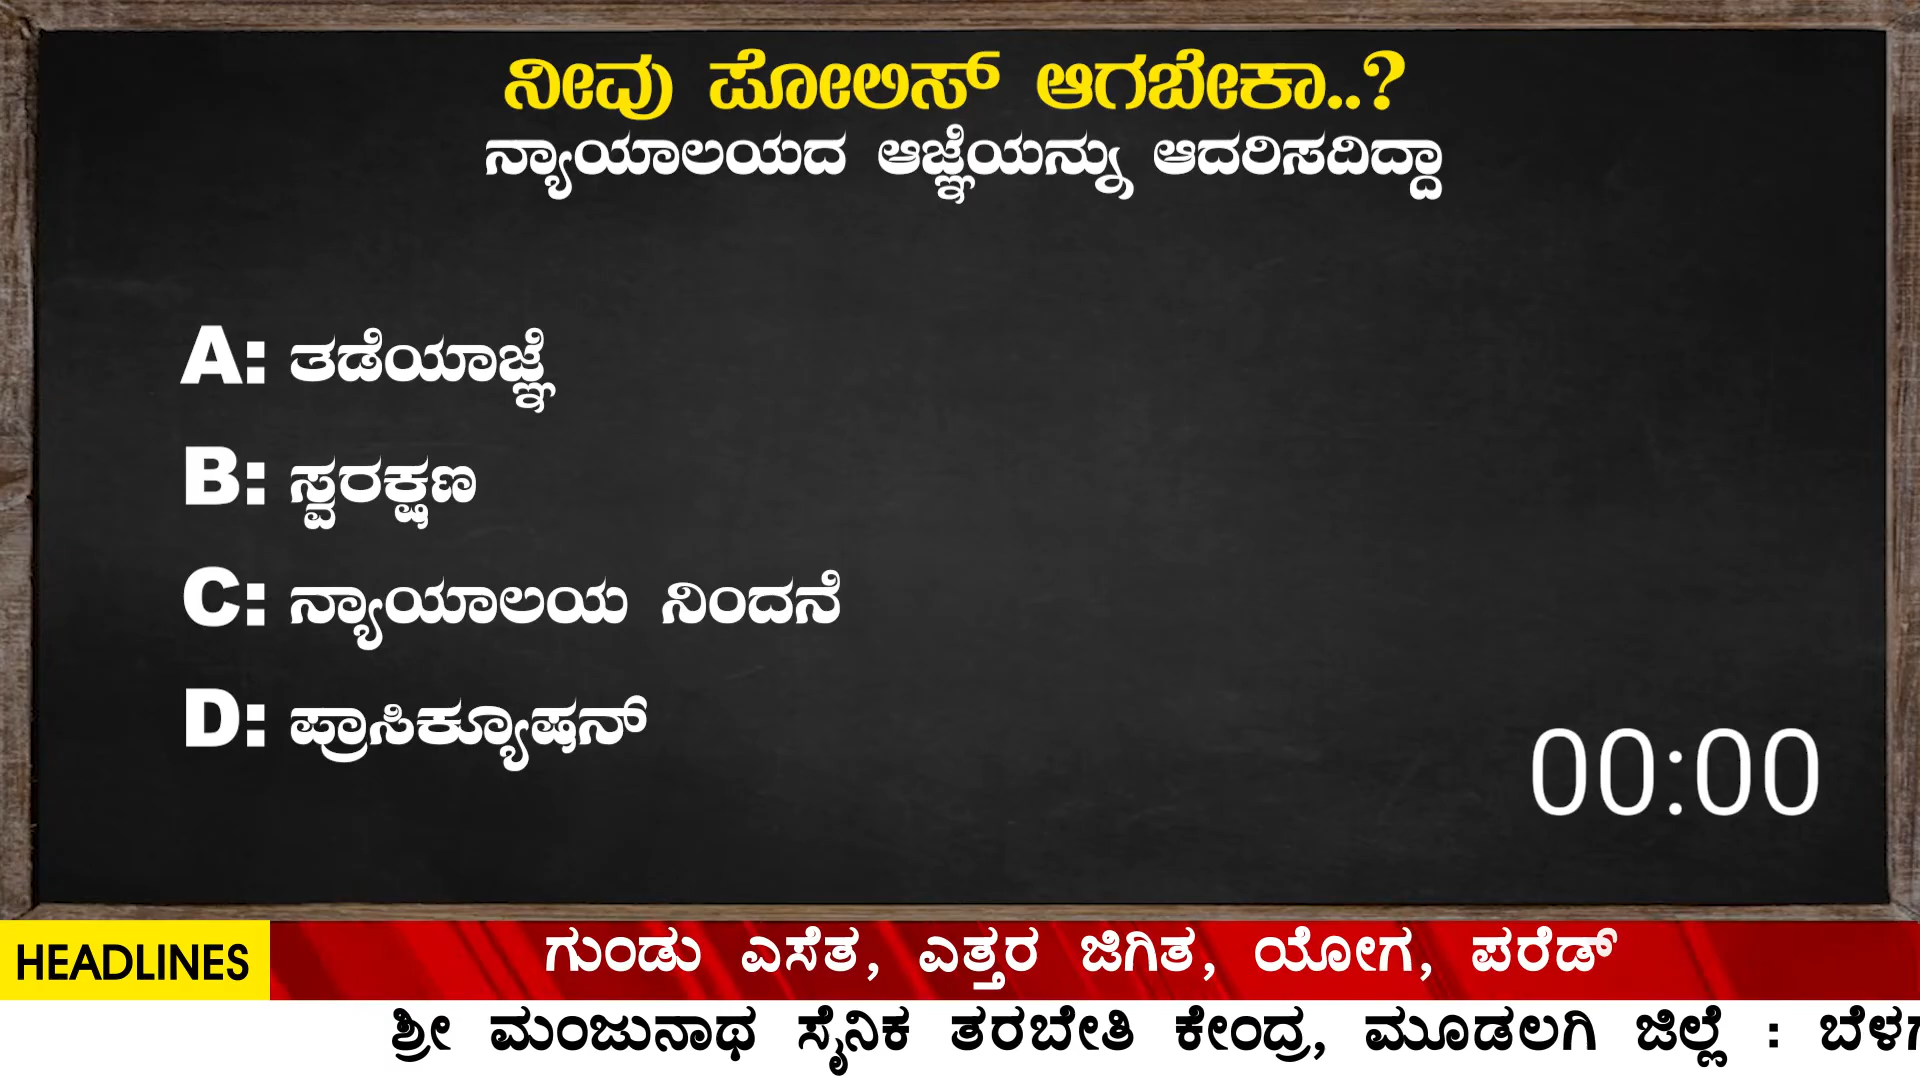 ನೀವು ಪೋಲಿಸ್ ಆಗಬೇಕಾ..?
ನ್ಯಾಯಾಲಯದ ಆಜ್ಞೆಯನ್ನು ಆದರಿಸದಿದ್ದಾ
A: ತಡೆಯಾಜ್ಞೆ
B: ಸ್ವರಕ್ಷಣ
C: ನ್ಯಾಯಾಲಯ ನಿಂದನೆ
D: ಪ್ರಾಸಿಕ್ಯೂಷನ್
00:00
HEADLINES
ಗುಂಡು ಎಸೆತ, ಎತ್ತರ ಜಿಗಿತ, ಯೋಗ, ಪರೆಡ್
ಶ್ರೀ ಮಂಜುನಾಥ ಸೈನಿಕ ತರಬೇತಿ ಕೇಂದ್ರ, ಮೂಡಲಗಿ ಜಿಲ್ಲೆ :